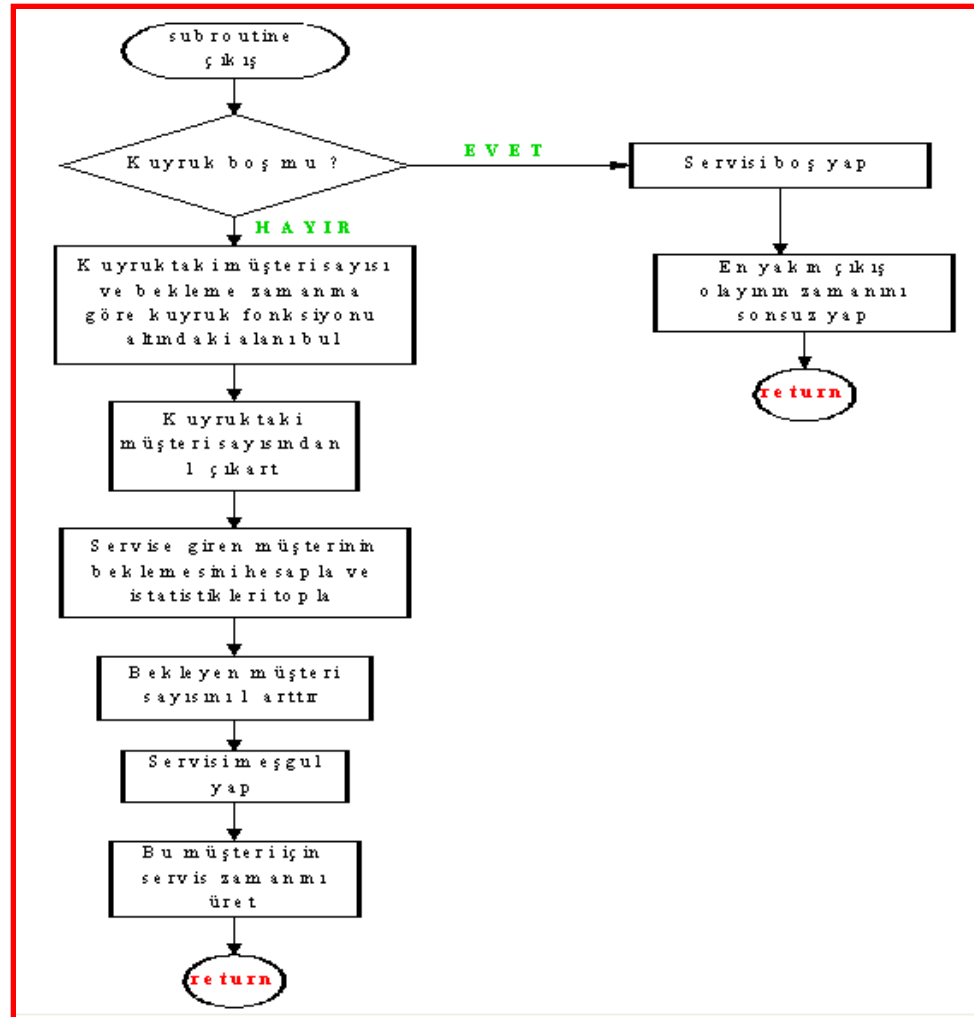 subroutine
çıkış
Kuyruk boş mu ?
EVET
Servisi boş yap
HAYIR
Kuyruktaki müşteri sayısı
ve bekleme zamanına
göre kuyruk fonksiyonu
altındaki alanı bul
En yakın çıkış
olayının zamanını
sonsuz yap
return
Kuyruktaki
müşteri sayısından
1 çıkart
Servise giren müşterinin
beklemesini hesapla ve
istatistikleri topla
Bekleyen müşteri
sayısını 1 arttır
Servisi meşgul
yap
Bu müşteri için
servis zamanını
üret
return